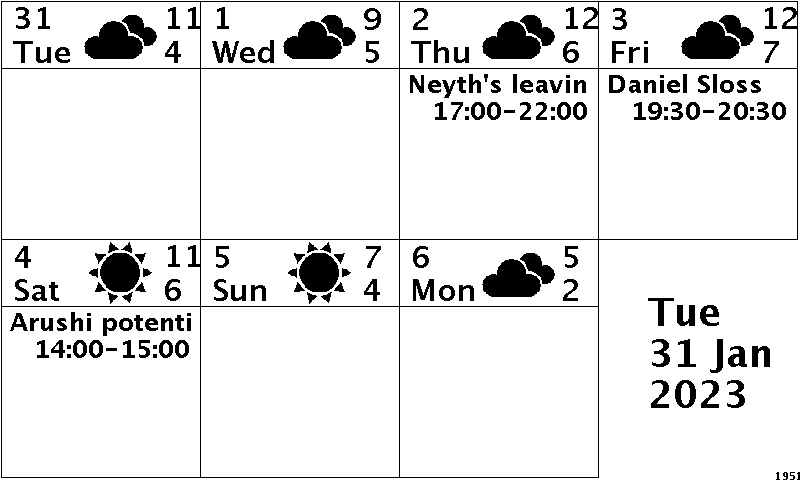 31 11
Tue 4
1 9
Wed 5
2 12
Thu 6
3 12
Fri 7
Neyth's leavin
17:00-22:00
Daniel Sloss
19:30-20:30
4 11
Sat 6
5 7
Sun 4
6 5
Mon 2
Arushi potenti
14:00-15:00
Tue
31 Jan
2023
1951